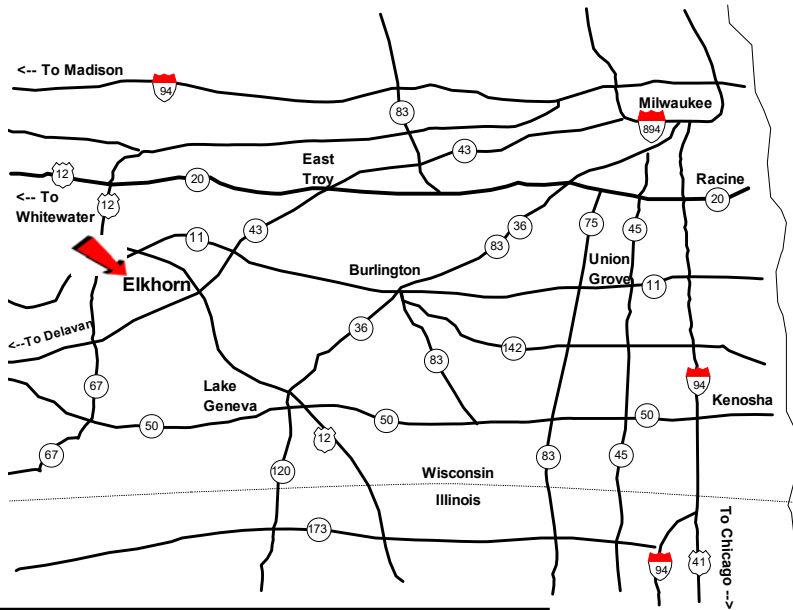 <-- To Madison
94
83
Milwaukee
894
43
East
Troy
12
20
Racine
20
<-- To
Whitewater
12
43
11
36
83
75
45
Union
Grove
Burlington
11
Elkhorn
<--To Delavan
36
83
142
94
67
Lake
Geneva
Kenosha
50
50
50
12
67
120
83
45
Wisconsin
Illinois
173
94
41
To Chicago -->